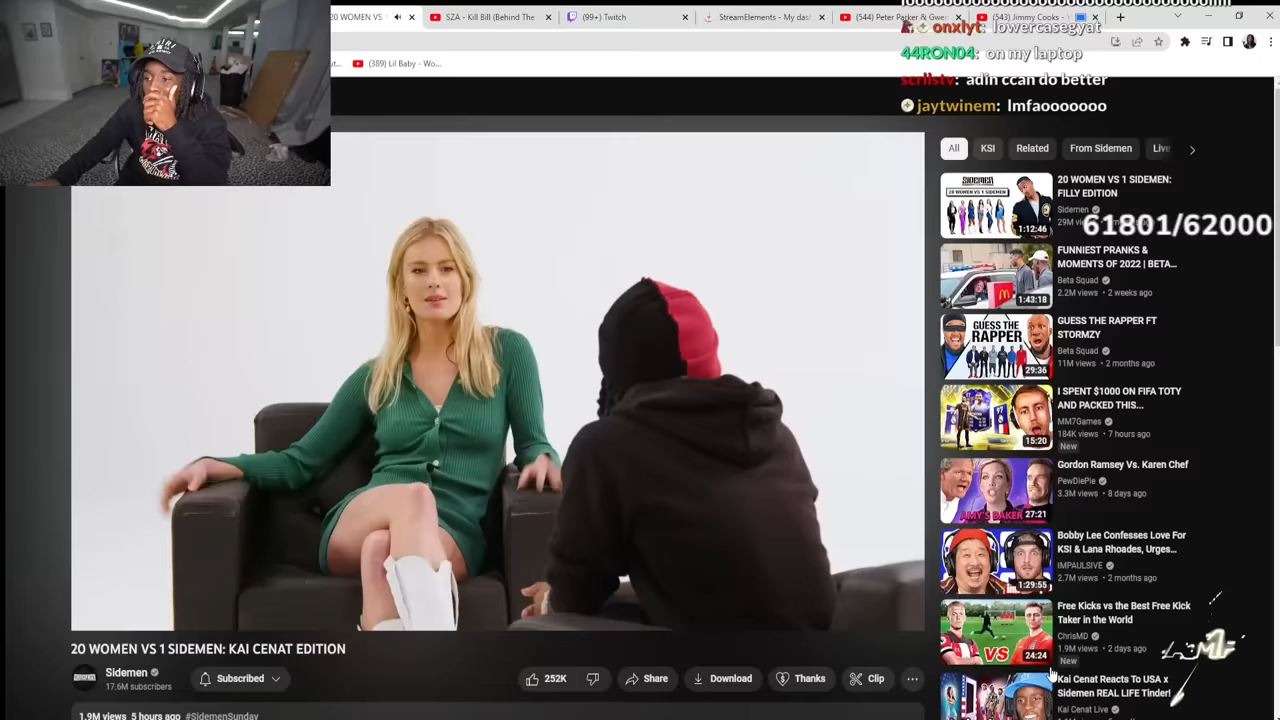 20 WOMEN VS
SZA - Kill Bill (Behind The
(99+) Twitch
StreamElements - My das
(544) Peter Parker & Gwen
(543) Jimmy Cooks -
onxlyt: lowercasegyat
(389) Lil Baby - Wo...
44RON04: on my laptop
scrllstv: adin ccan do better
jaytwinem: lmfaooooooo
All
KSI
Related
From Sidemen
Live
20 WOMEN VS 1 SIDEMEN:
FILLY EDITION
Sidemen
29M
1:12:46
61801/62000
FUNNIEST PRANKS &
MOMENTS OF 2022 | BETA...
Beta Squad
2.2M views • 2 weeks ago
1:43:18
GUESS THE RAPPER FT
STORMZY
Beta Squad
11M views • 2 months ago
GUESS THE
RAPPER
29:36
I SPENT $1000 ON FIFA TOTY
AND PACKED THIS...
MM7Games
184K views • 7 hours ago
New
15:20
Gordon Ramsey Vs. Karen Chef
PewDiePie
3.3M views • 8 days ago
AMY'S BAKER
27:21
Bobby Lee Confesses Love For
KSI & Lana Rhoades, Urges...
IMPAULSIVE
2.7M views • 2 months ago
1:29:55
Free Kicks vs the Best Free Kick
Taker in the World
ChrisMD
1.9M views • 2 days ago
New
VS
24:24
Kai Cenat Reacts To USA x
Sidemen REAL LIFE Tinder!
Kai Cenat Live
20 WOMEN VS 1 SIDEMEN: KAI CENAT EDITION
Sidemen
17.6M subscribers
Subscribed
252K
Share
Download
Thanks
Clip
1.9M views 5 hours ago #SidemenSunday